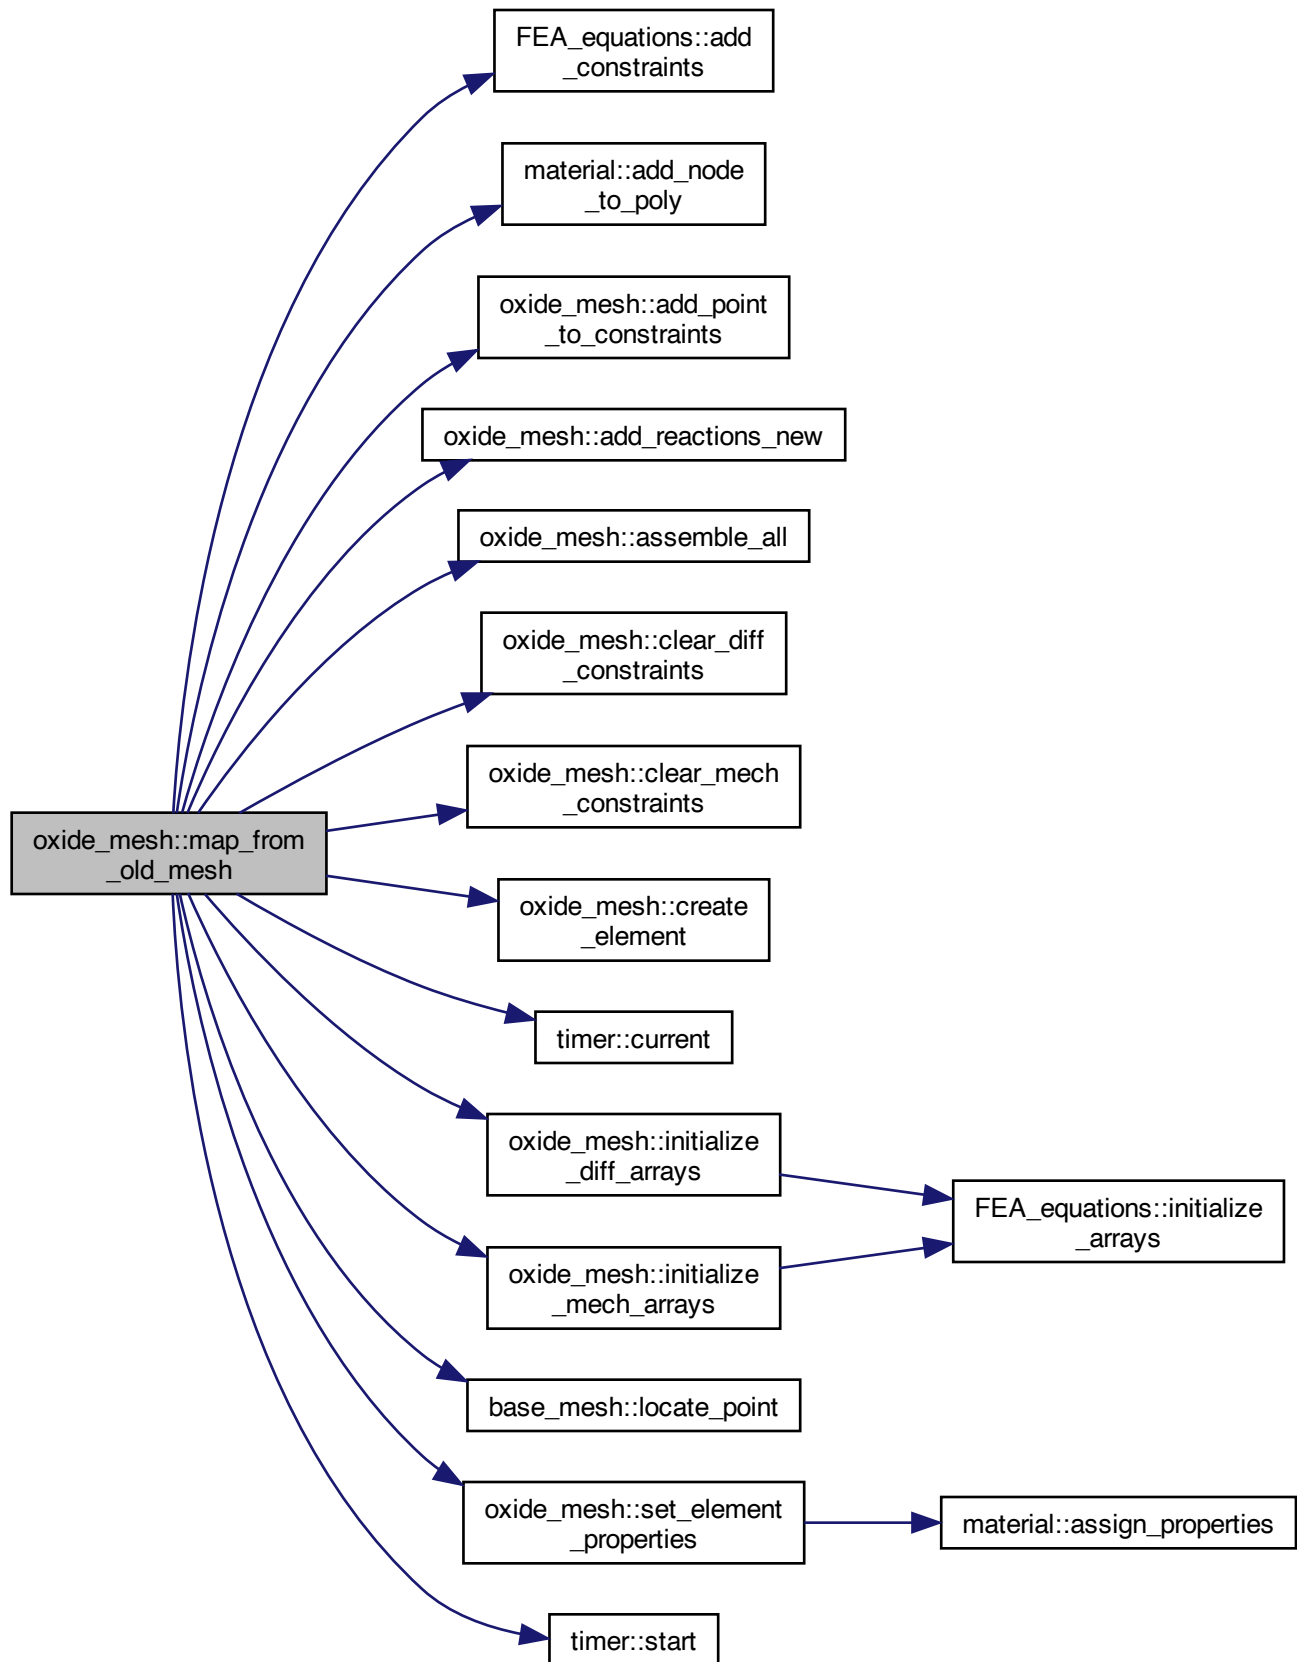 FEA_equations::add
_constraints
material::add_node
_to_poly
oxide_mesh::add_point
_to_constraints
oxide_mesh::add_reactions_new
oxide_mesh::assemble_all
oxide_mesh::clear_diff
_constraints
oxide_mesh::clear_mech
_constraints
oxide_mesh::map_from
_old_mesh
oxide_mesh::create
_element
timer::current
oxide_mesh::initialize
_diff_arrays
FEA_equations::initialize
_arrays
oxide_mesh::initialize
_mech_arrays
base_mesh::locate_point
oxide_mesh::set_element
_properties
material::assign_properties
timer::start